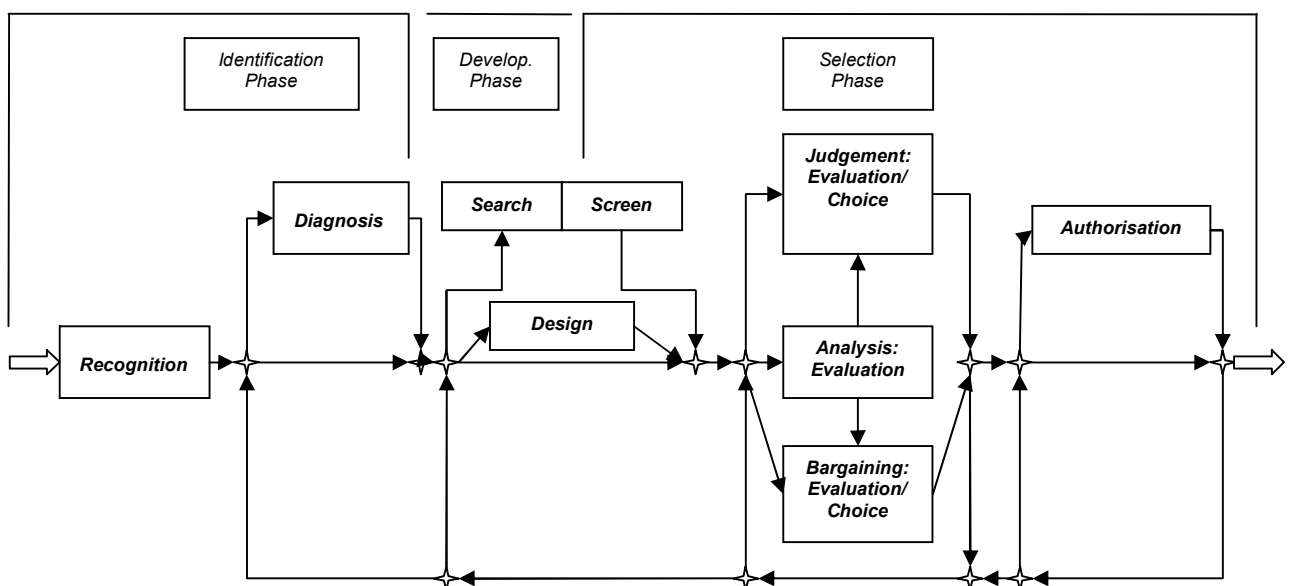 Identification
Phase
Develop.
Phase
Selection
Phase
Judgement:
Evaluation/
Choice
Diagnosis
Search
Screen
Authorisation
Design
Recognition
Analysis:
Evaluation
Bargaining:
Evaluation/
Choice